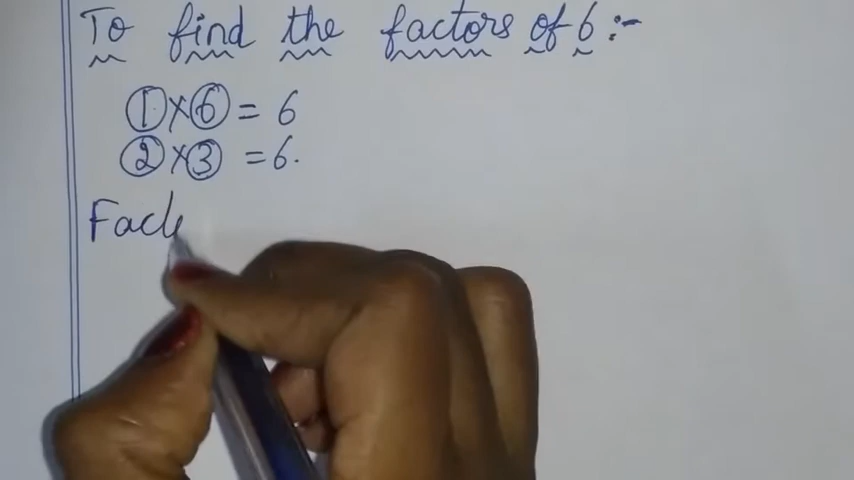 To find the factors of 6 :-
1 × 6 = 6
2 × 3 = 6.